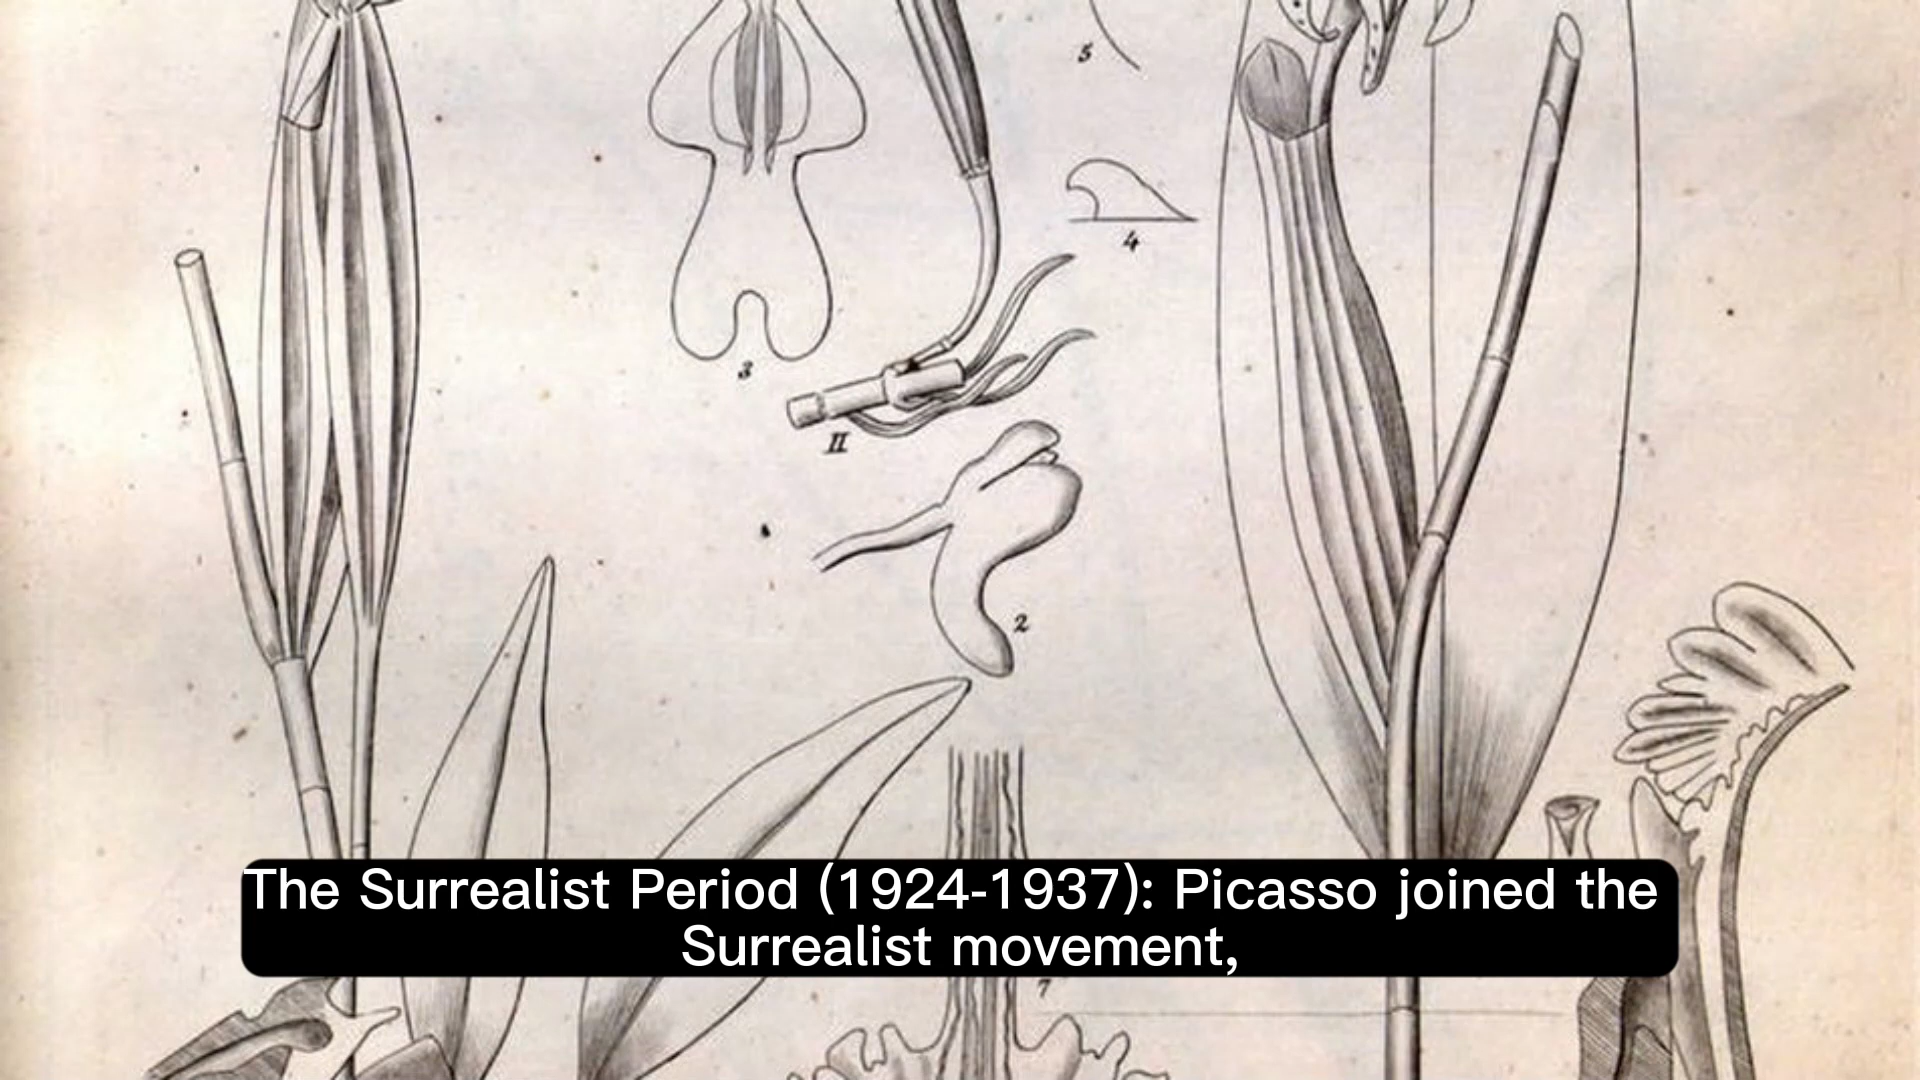 5
4
3
II
2
The Surrealist Period (1924-1937): Picasso joined the
Surrealist movement,
7